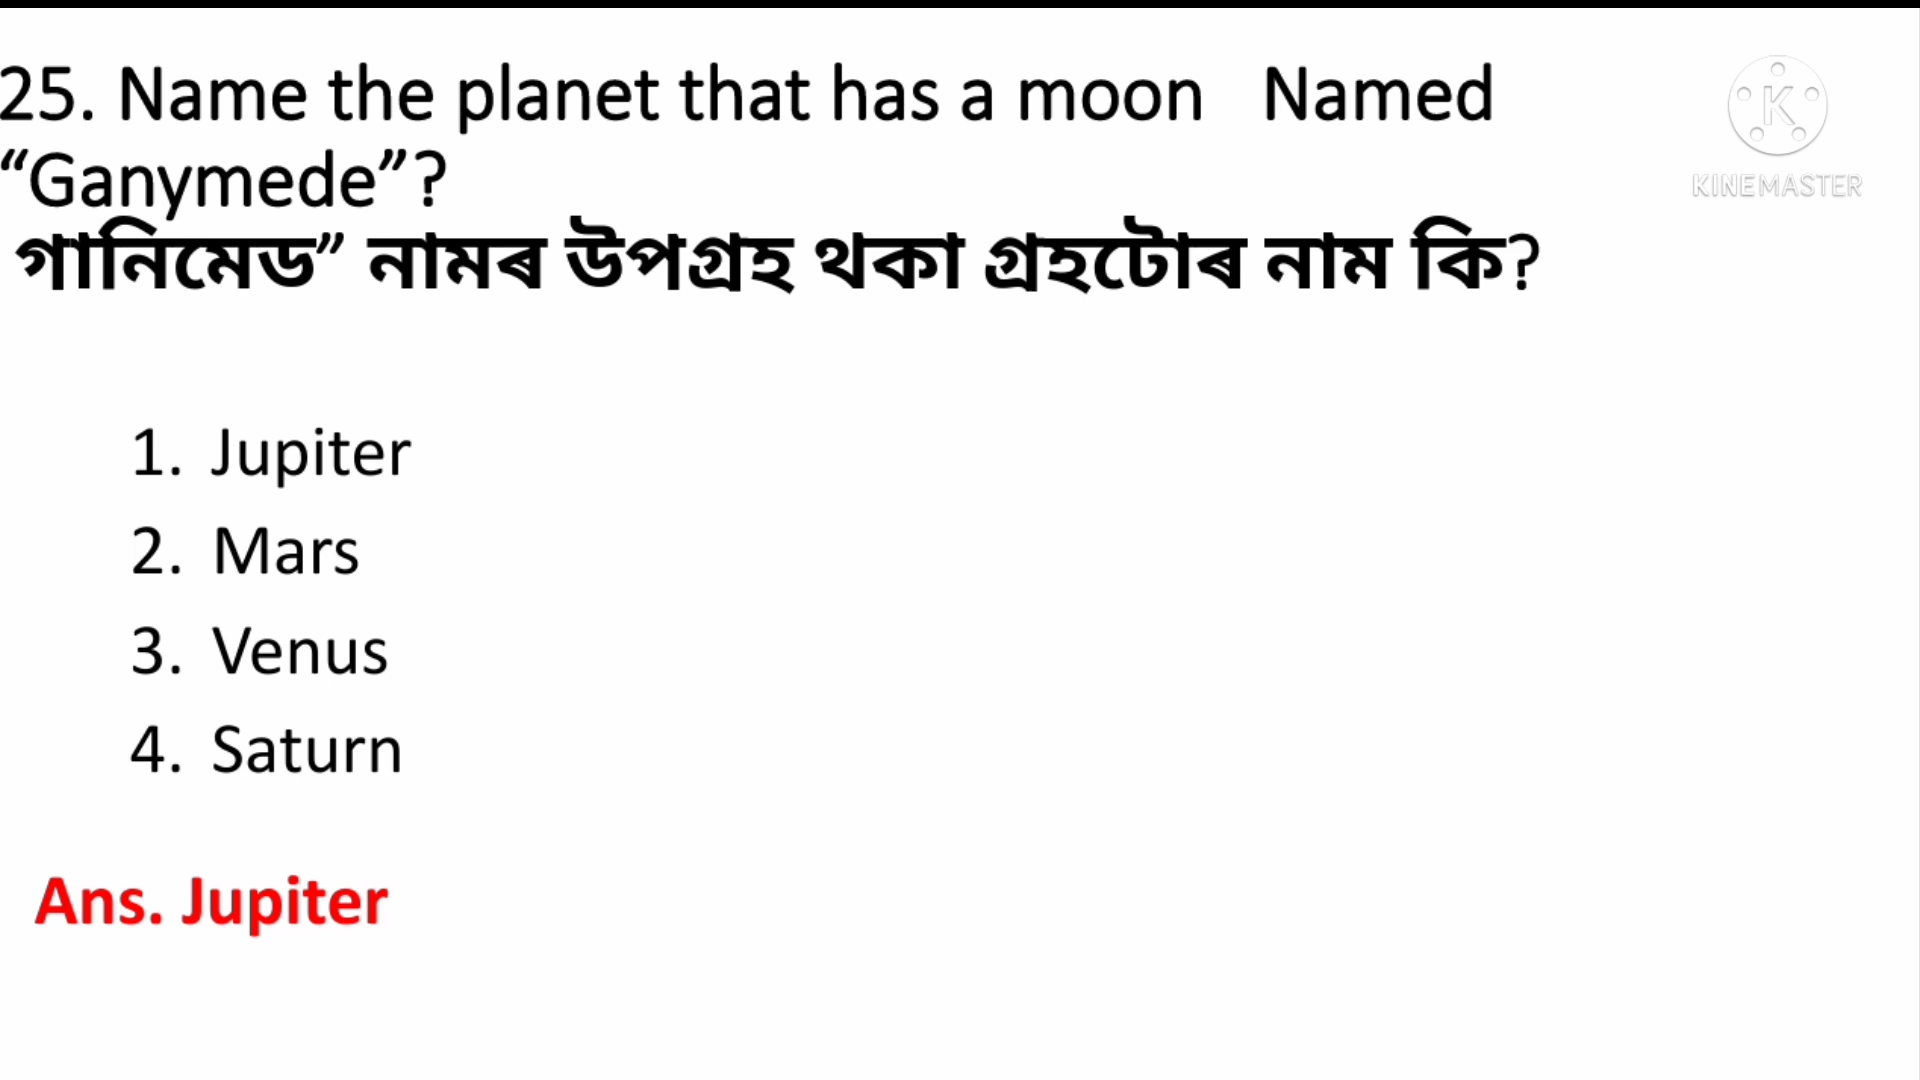 25. Name the planet that has a moon Named
“Ganymede”?
গানিমেড” নামৰ উপগ্ৰহ থকা গ্ৰহটোৰ নাম কি?
1. Jupiter
2. Mars
3. Venus
4. Saturn
Ans. Jupiter
K
KINEMASTER